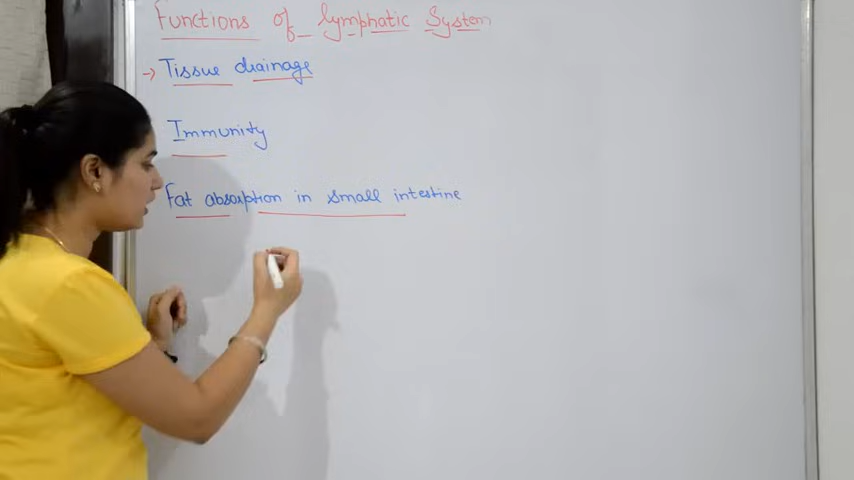 Functions of lymphatic System
→ Tissue drainage
Immunity
Fat absorption in small intestine